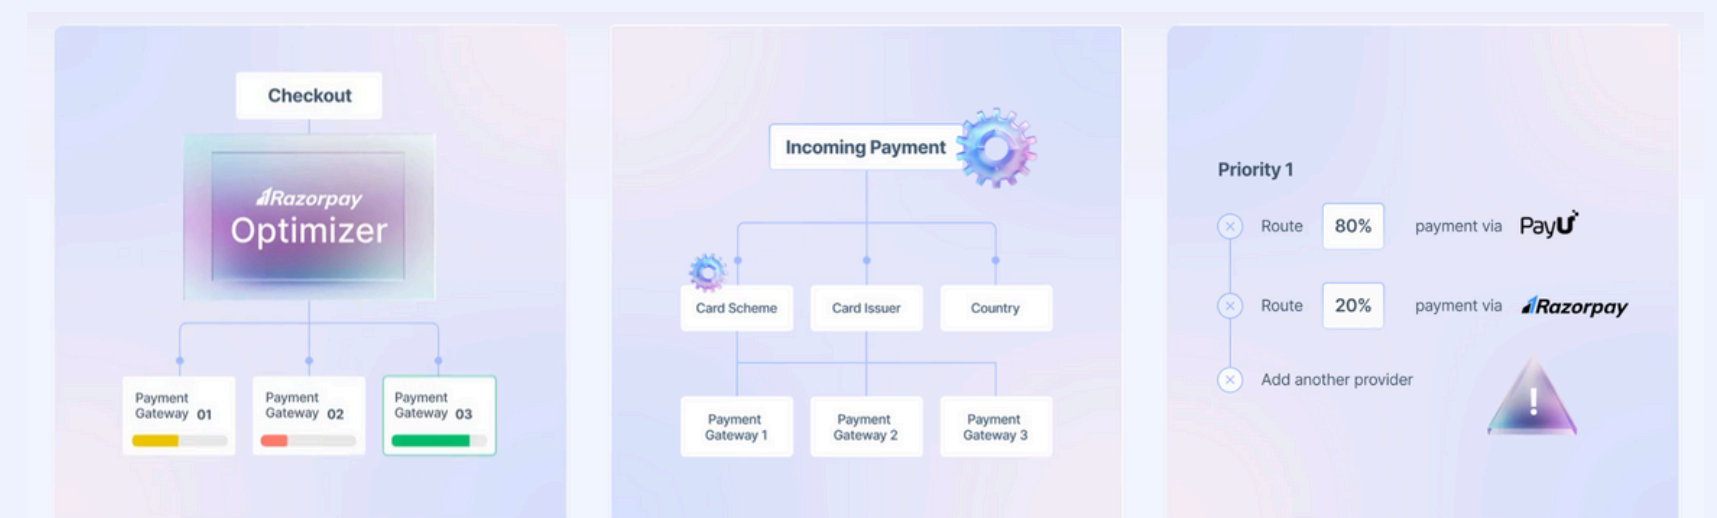 Checkout
Razorpay
Optimizer
Payment
Gateway 01
Payment
Gateway 02
Payment
Gateway 03
Incoming Payment
Card Scheme
Card Issuer
Country
Payment
Gateway 1
Payment
Gateway 2
Payment
Gateway 3
Priority 1
Route 80% payment via PayU
Route 20% payment via Razorpay
Add another provider
!